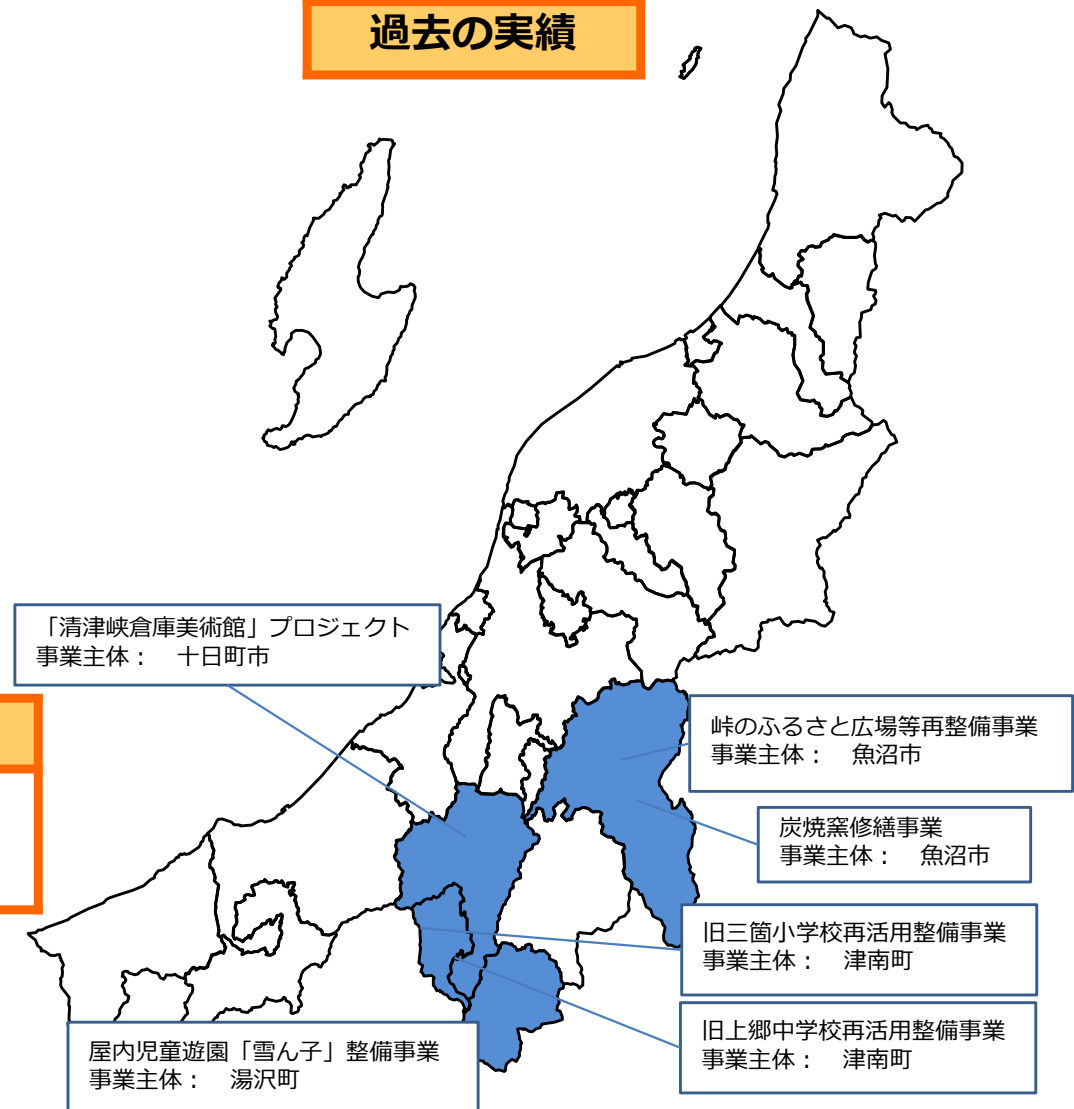 過去の実績
「清津峡倉庫美術館」プロジェクト
事業主体： 十日町市
峠のふるさと広場等再整備事業
事業主体： 魚沼市
炭焼窯修繕事業
事業主体： 魚沼市
旧三箇小学校再活用整備事業
事業主体： 津南町
旧上郷中学校再活用整備事業
事業主体： 津南町
屋内児童遊園「雪ん子」整備事業
事業主体： 湯沢町